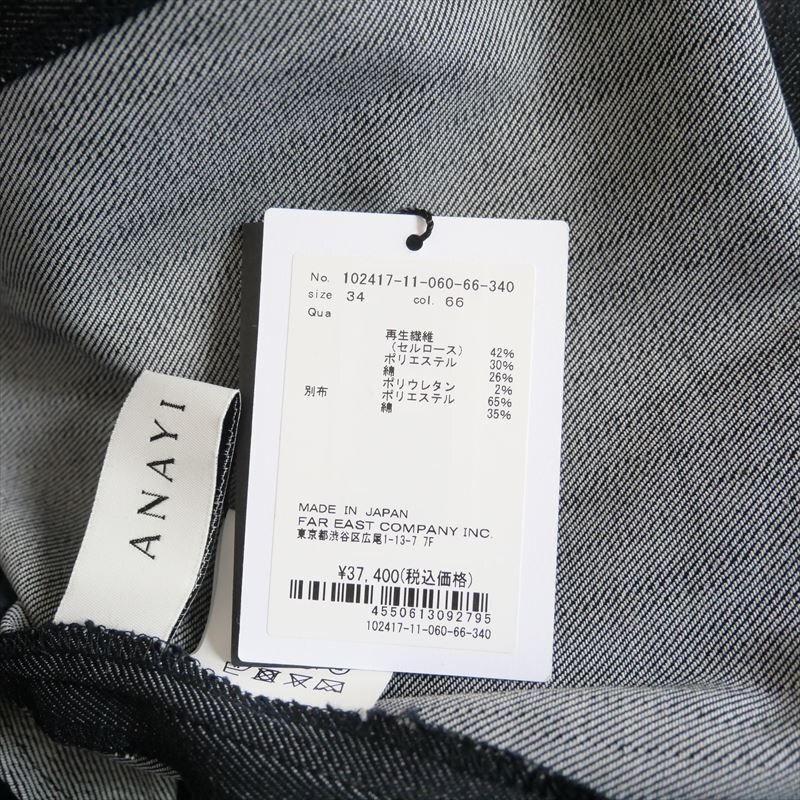 No. 102417-11-060-66-340
size 34 col. 66
Qua
再生繊維
(セルロース) 42%
ポリエステル 30%
綿 26%
ポリウレタン 2%
別布 ポリエステル 65%
綿 35%
MADE IN JAPAN
FAR EAST COMPANY INC.
東京都渋谷区広尾1-13-7 7F
¥37,400(税込価格)
4550613092795
102417-11-060-66-340
ANAYI